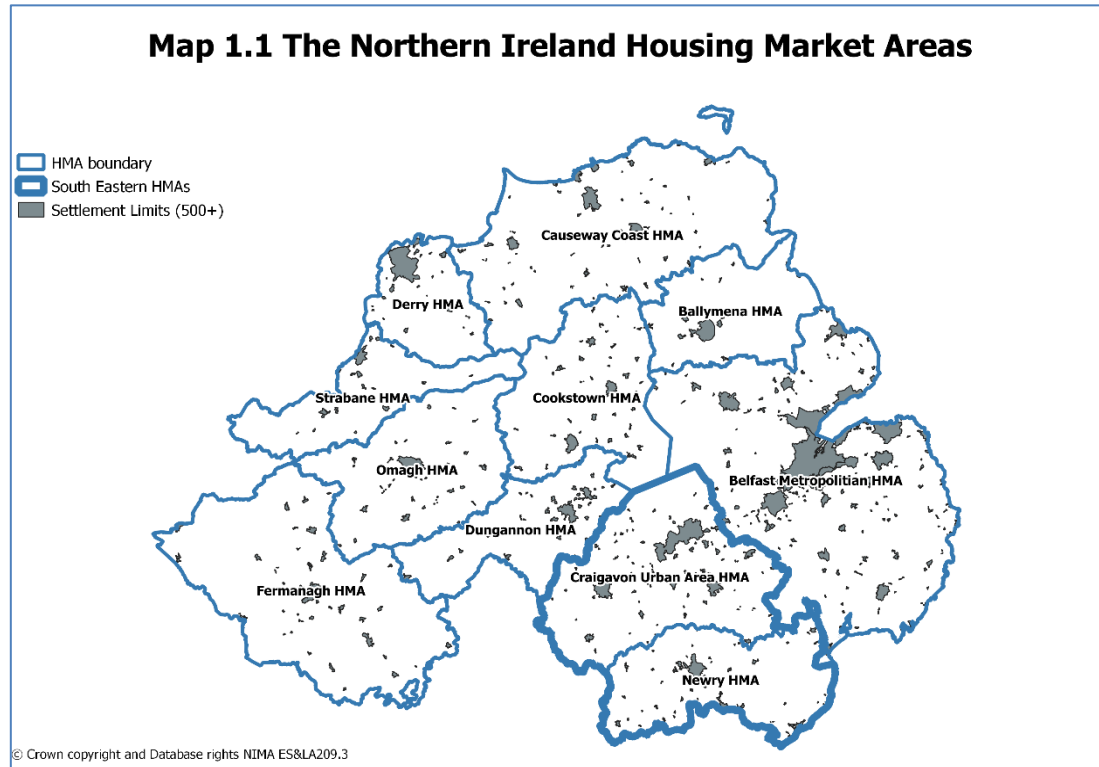 Map 1.1 The Northern Ireland Housing Market Areas
HMA boundary
South Eastern HMAs
Settlement Limits (500+)
Causeway Coast HMA
Derry HMA
Ballymena HMA
Strabane HMA
Cookstown HMA
Omagh HMA
Belfast Metropolitian HMA
Dungannon HMA
Craigavon Urban Area HMA
Fermanagh HMA
Newry HMA
© Crown copyright and Database rights NIMA ES&LA209.3